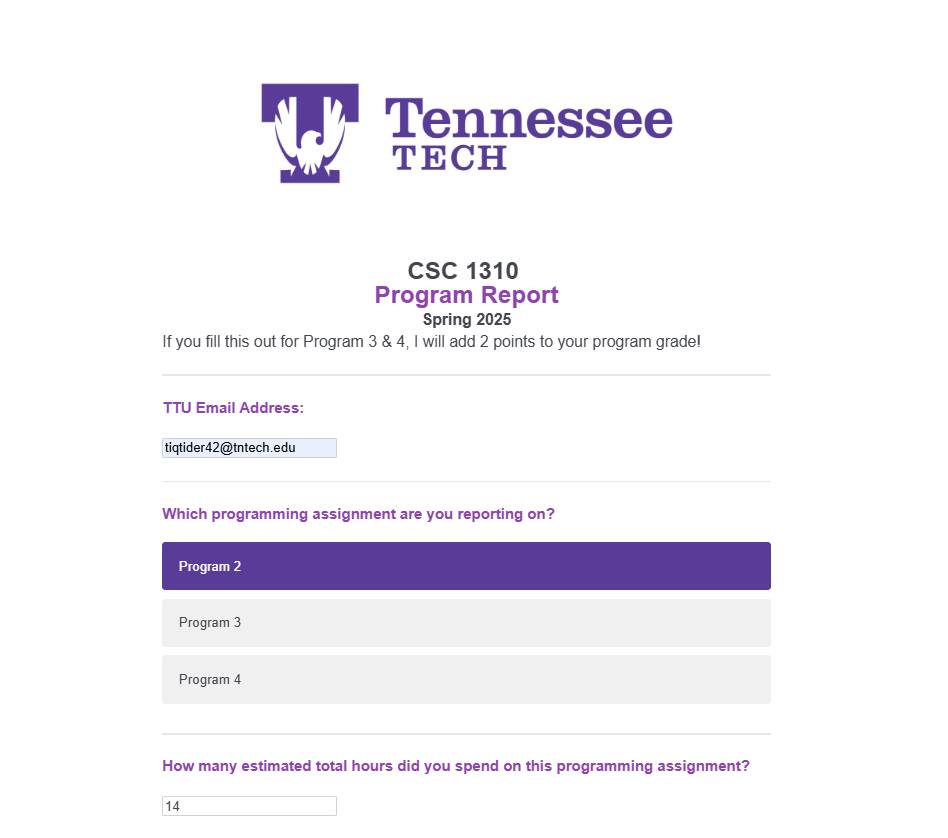 Tennessee
TECH
CSC 1310
Program Report
Spring 2025
If you fill this out for Program 3 & 4, I will add 2 points to your program grade!
TTU Email Address:
tiqtider42@tntech.edu
Which programming assignment are you reporting on?
Program 2
Program 3
Program 4
How many estimated total hours did you spend on this programming assignment?
14